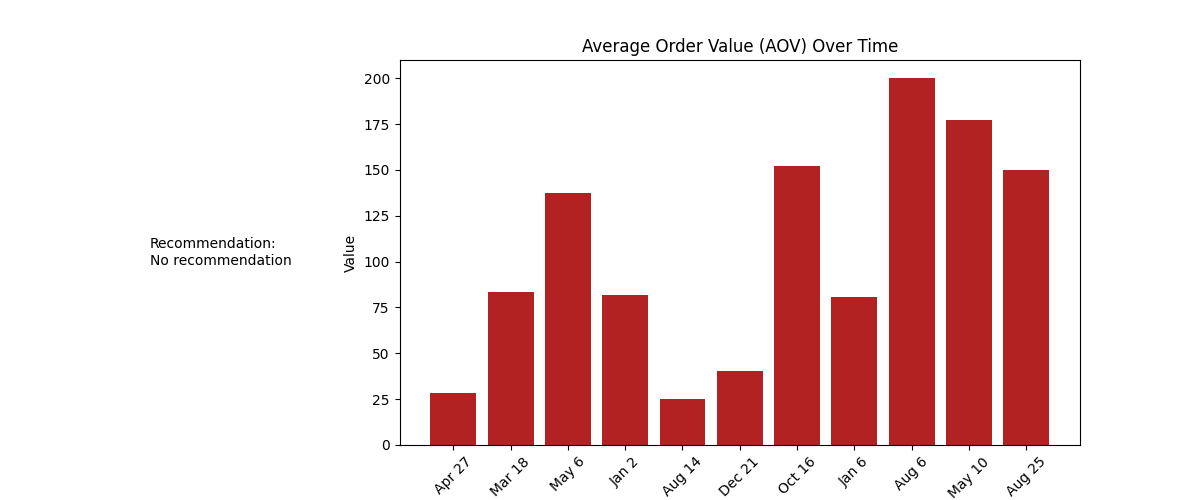 Average Order Value (AOV) Over Time
Recommendation:
No recommendation
Value
200
175
150
125
100
75
50
25
0
Apr 27
Mar 18
May 6
Jan 2
Aug 14
Dec 21
Oct 16
Jan 6
Aug 6
May 10
Aug 25